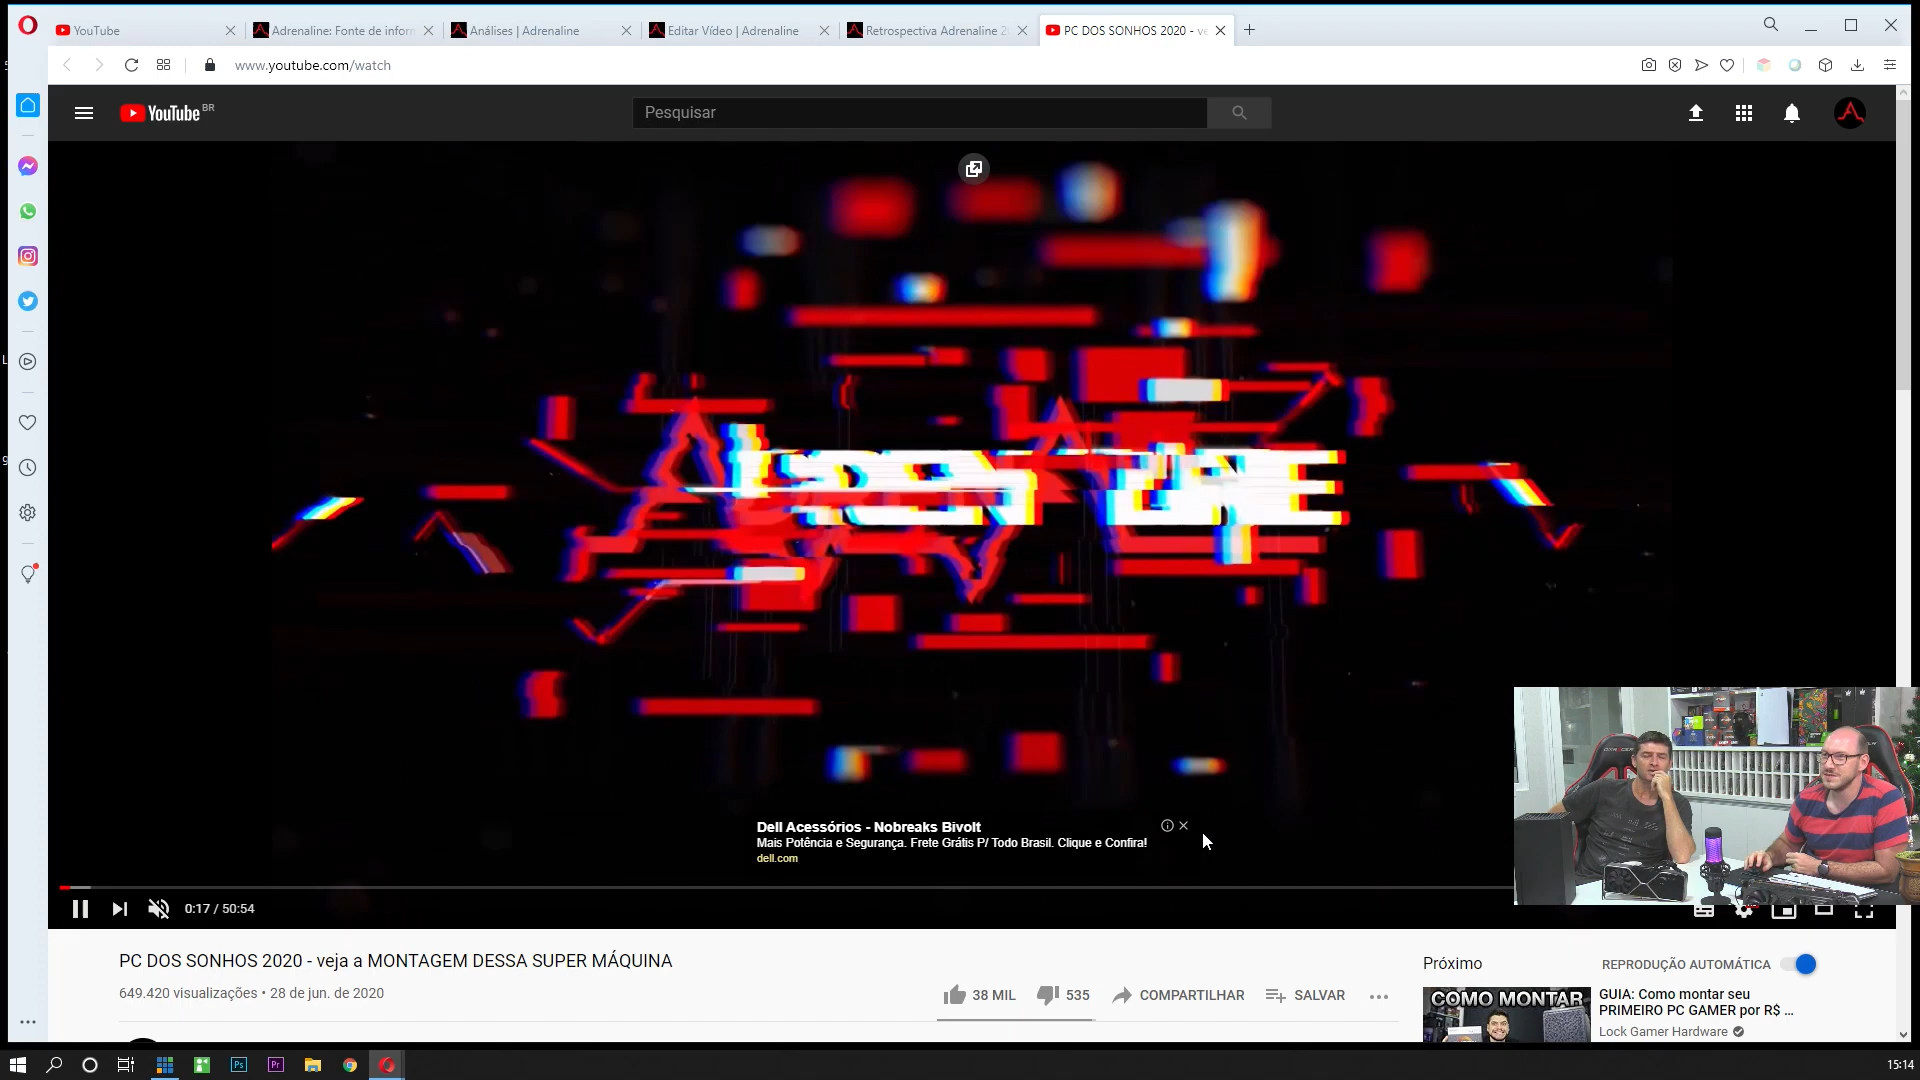 YouTube
Adrenaline: Fonte de inforn
Análises | Adrenaline
Editar Vídeo | Adrenaline
Retrospectiva Adrenaline 2
PC DOS SONHOS 2020 - ve
www.youtube.com/watch
YouTube BR
Pesquisar
Dell Acessórios - Nobreaks Bivolt
Mais Potência e Segurança. Frete Grátis P/ Todo Brasil. Clique e Confira!
dell.com
0:17 / 50:54
PC DOS SONHOS 2020 - veja a MONTAGEM DESSA SUPER MÁQUINA
649.420 visualizações • 28 de jun. de 2020
38 MIL
535
COMPARTILHAR
SALVAR
Próximo
REPRODUÇÃO AUTOMÁTICA
COMO MONTAR
GUIA: Como montar seu
PRIMEIRO PC GAMER por R$ ...
Lock Gamer Hardware
Ps
Pr
15:14